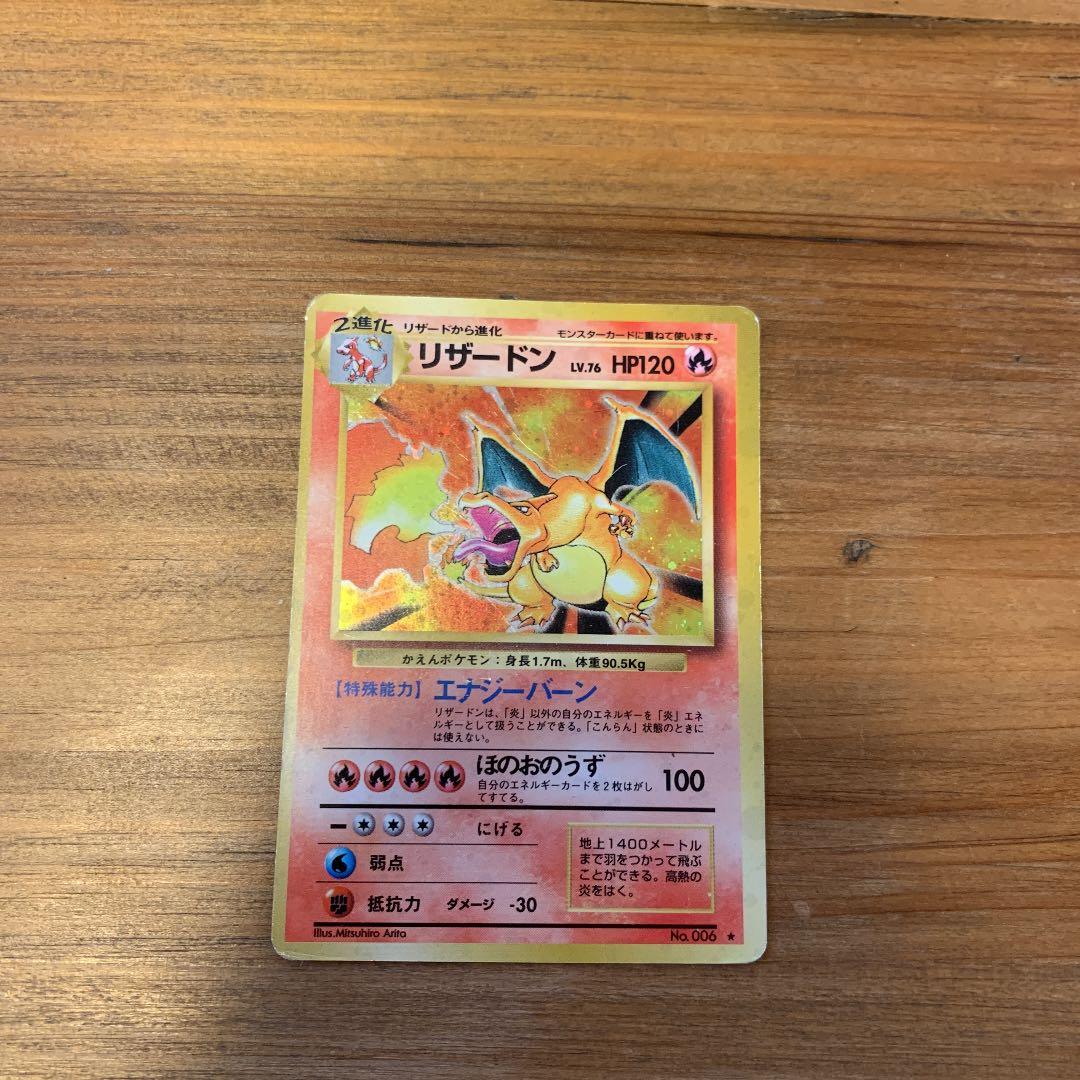 2進化 リザードから進化 モンスターカードに重ねて使います。
リザードン LV.76 HP120
かえんポケモン：身長1.7m、体重90.5Kg
【特殊能力】エナジーバーン
リザードンは、「炎」以外の自分のエネルギーを「炎」エネ
ルギーとして扱うことができる。「こんらん」状態のときに
は使えない。
ほのおのうず 100
自分のエネルギーカードを2枚はがし
てすてる。
にげる
弱点
抵抗力 ダメージ -30
地上1400メートル
まで羽をつかって飛ぶ
ことができる。高熱の
炎をはく。
Illus.Mitsuhiro Arita No.006 ★